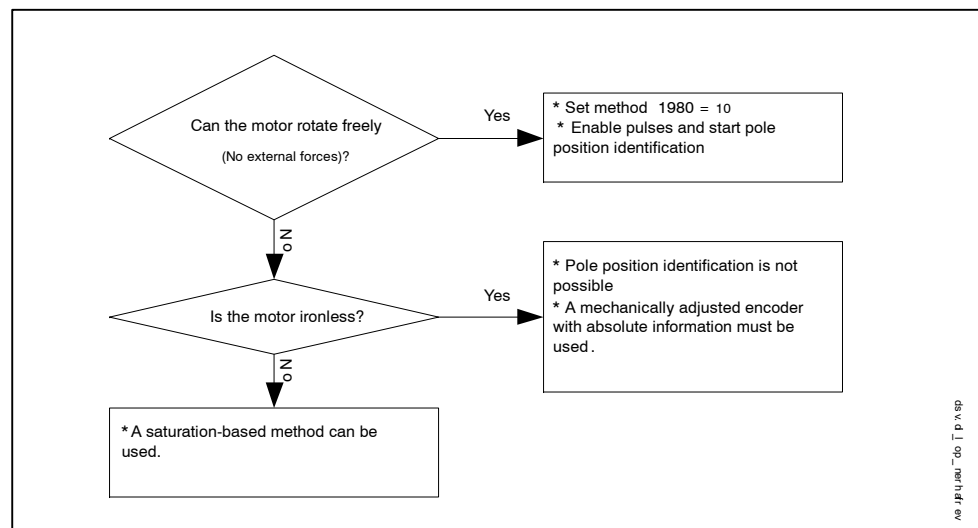 Can the motor rotate freely
(No external forces)?
Yes
* Set method 1980 = 10
* Enable pulses and start pole
position identification
No
Is the motor ironless?
Yes
* Pole position identification is not
possible
* A mechanically adjusted encoder
with absolute information must be
used.
No
* A saturation-based method can be
used.